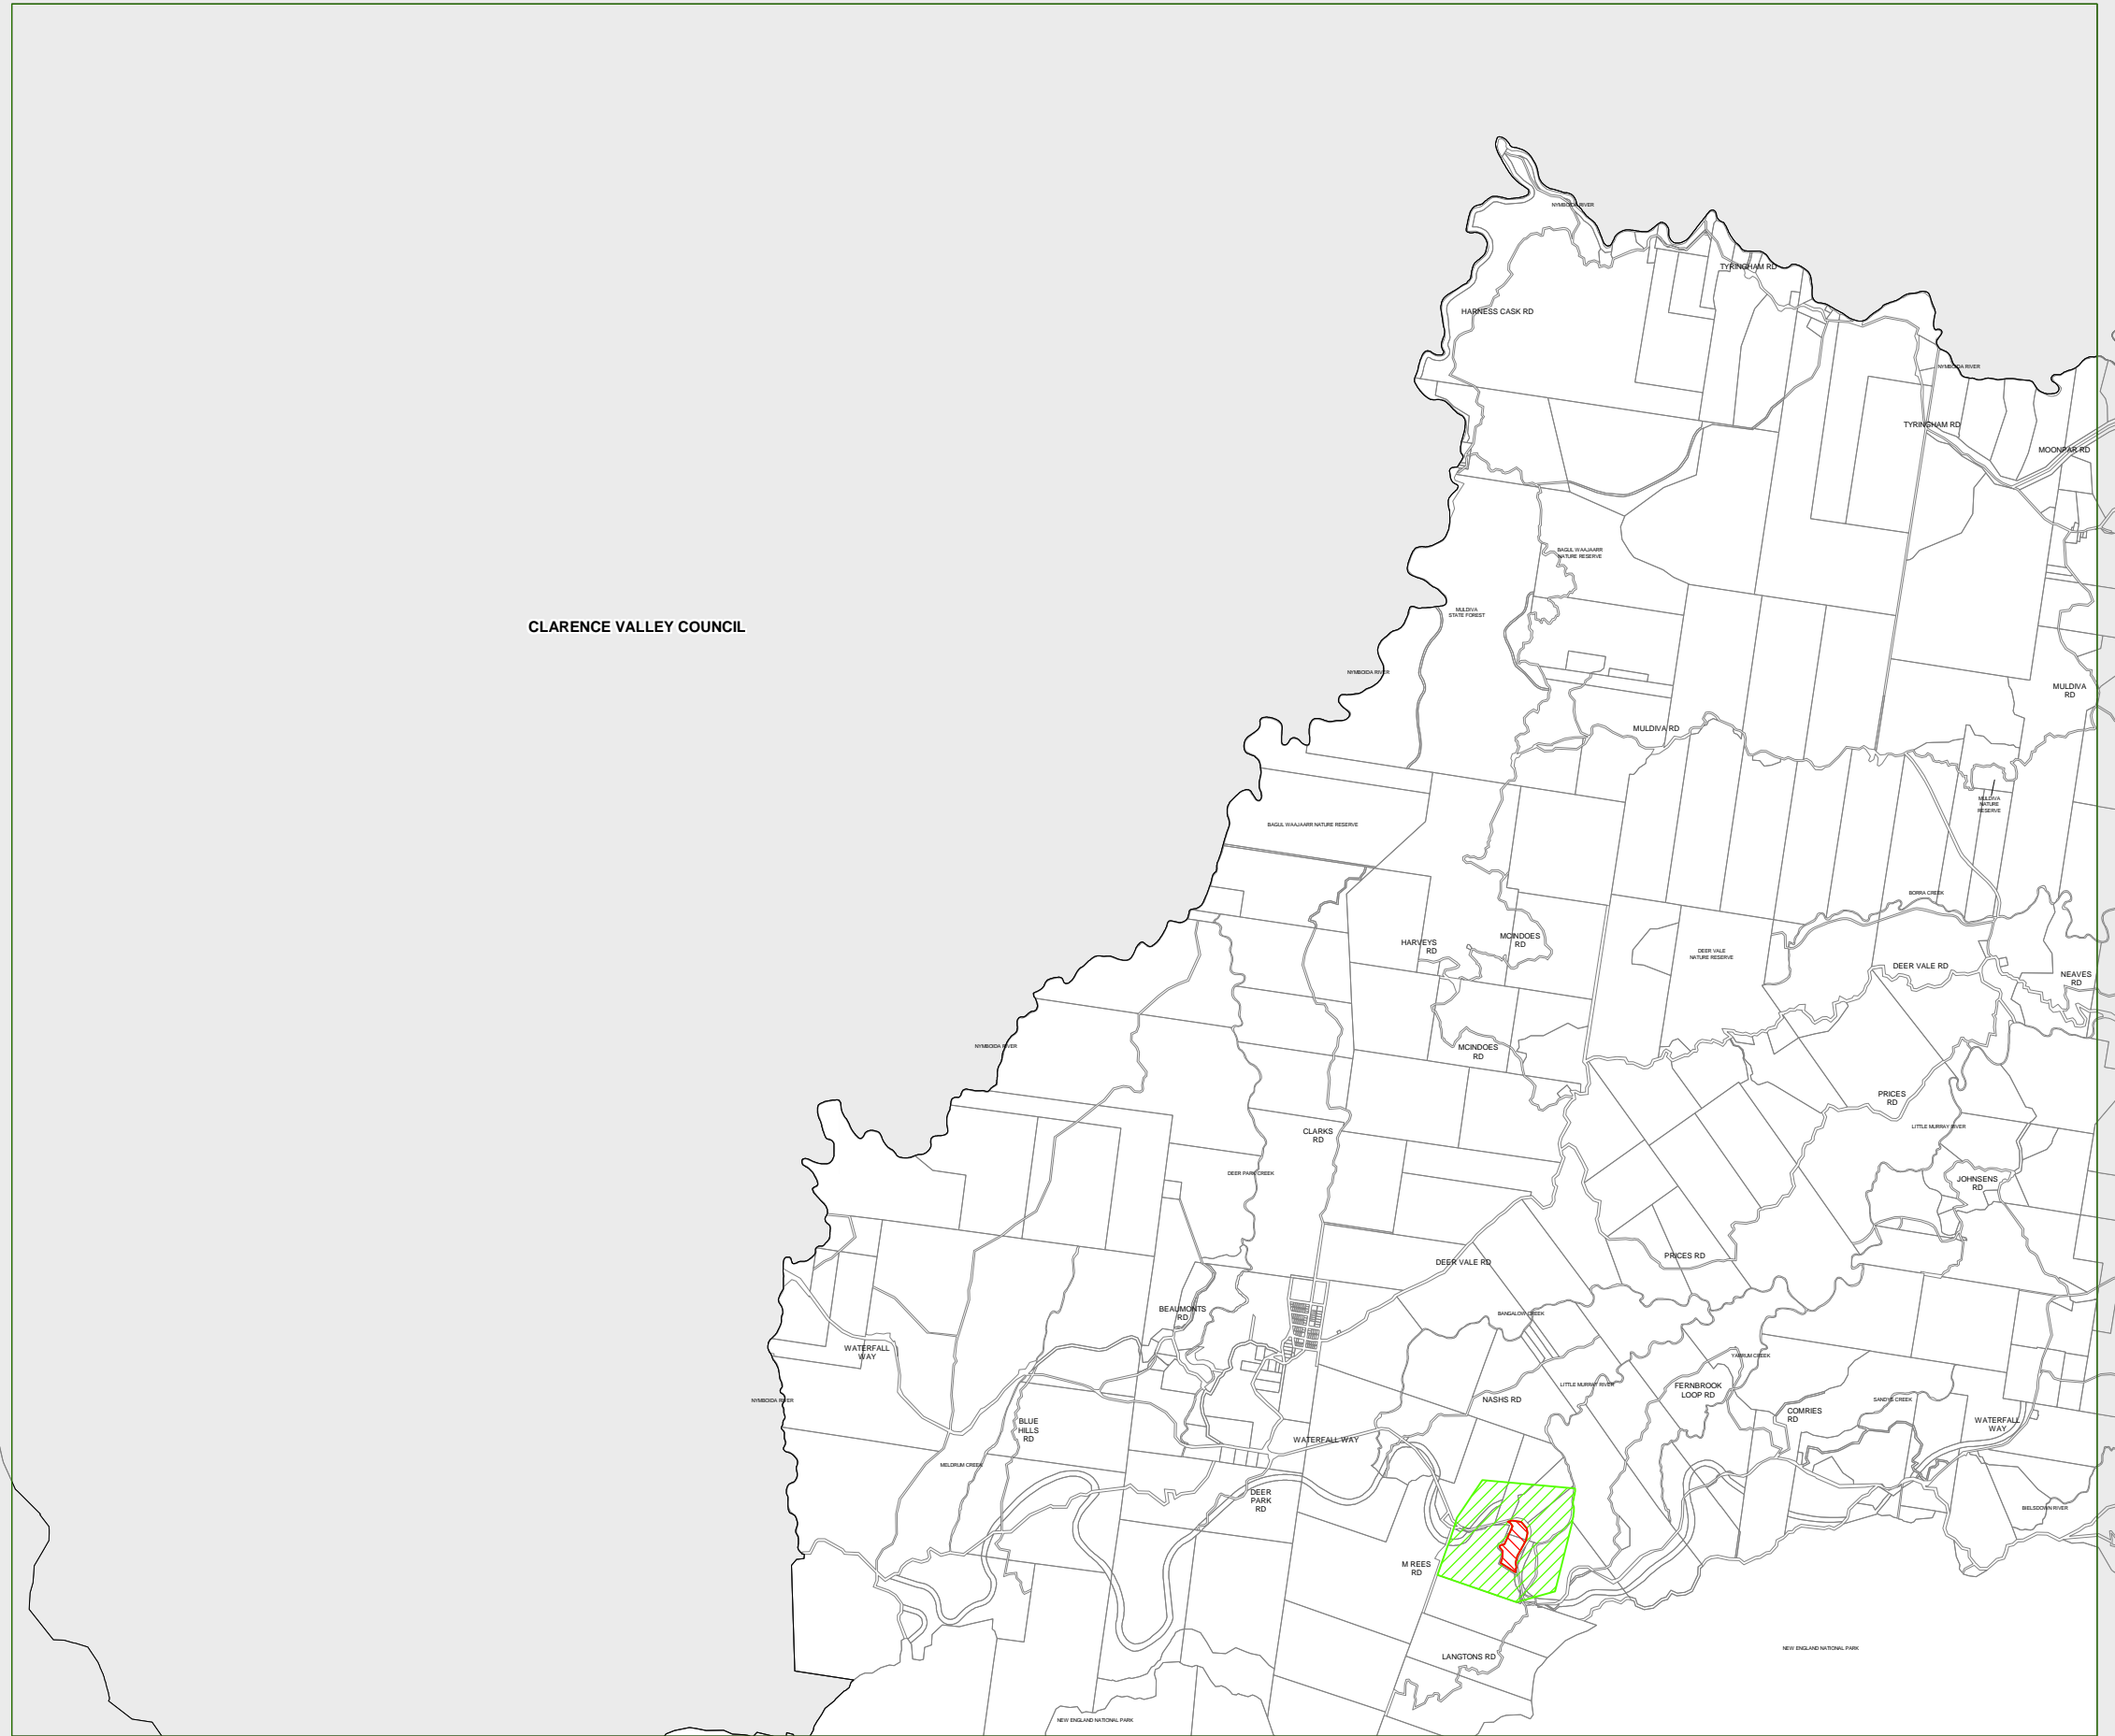 NYMBOIDA RIVER
TYRINGHAM RD
HARNESS CASK RD
NYMBOIDA RIVER
TYRINGHAM RD
MOONPAR RD
BAGUL WAAJAARR
NATURE RESERVE
MULDIVA
STATE FOREST
CLARENCE VALLEY COUNCIL
NYMBOIDA RIVER
MULDIVA
RD
MULDIVA RD
MULDIVA
NATURE
RESERVE
BAGUL WAAJAARR NATURE RESERVE
BORRA CREEK
HARVEYS
RD
MCINDOES
RD
DEER VALE
NATURE RESERVE
DEER VALE RD
NEAVES
RD
NYMBOIDA RIVER
MCINDOES
RD
PRICES
RD
LITTLE MURRAY RIVER
CLARKS
RD
DEER PARK CREEK
JOHNSENS
RD
PRICES RD
DEER VALE RD
BEAUMONTS
RD
BANGALOW CREEK
WATERFALL
WAY
YARRUM CREEK
LITTLE MURRAY RIVER
FERNBROOK
LOOP RD
NYMBOIDA RIVER
NASHS RD
SANDYS CREEK
COMRIES
RD
BLUE
HILLS
RD
WATERFALL
WAY
WATERFALL WAY
MELDRUM CREEK
DEER
PARK
RD
BIELSDOWN RIVER
M REES
RD
LANGTONS RD
NEW ENGLAND NATIONAL PARK
NEW ENGLAND NATIONAL PARK